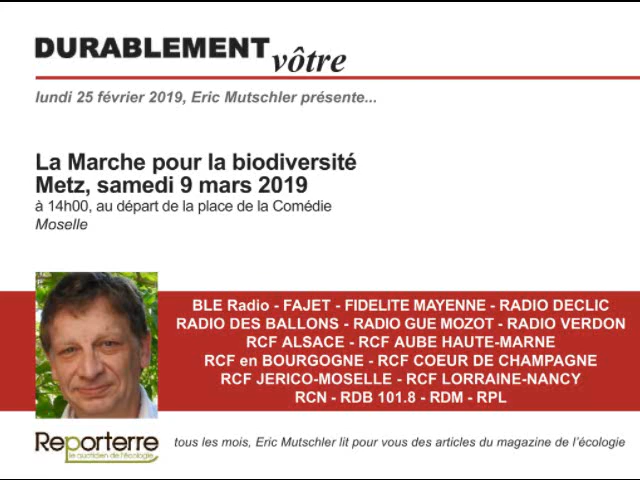 DURABLEMENT vôtre
lundi 25 février 2019, Eric Mutschler présente...
La Marche pour la biodiversité
Metz, samedi 9 mars 2019
à 14h00, au départ de la place de la Comédie
Moselle
BLE Radio - FAJET - FIDELITE MAYENNE - RADIO DECLIC
RADIO DES BALLONS - RADIO GUE MOZOT - RADIO VERDON
RCF ALSACE - RCF AUBE HAUTE-MARNE
RCF en BOURGOGNE - RCF COEUR DE CHAMPAGNE
RCF JERICO-MOSELLE - RCF LORRAINE-NANCY
RCN - RDB 101.8 - RDM - RPL
Reporterre
le quotidien de l'écologie
tous les mois, Eric Mutschler lit pour vous des articles du magazine de l'écologie